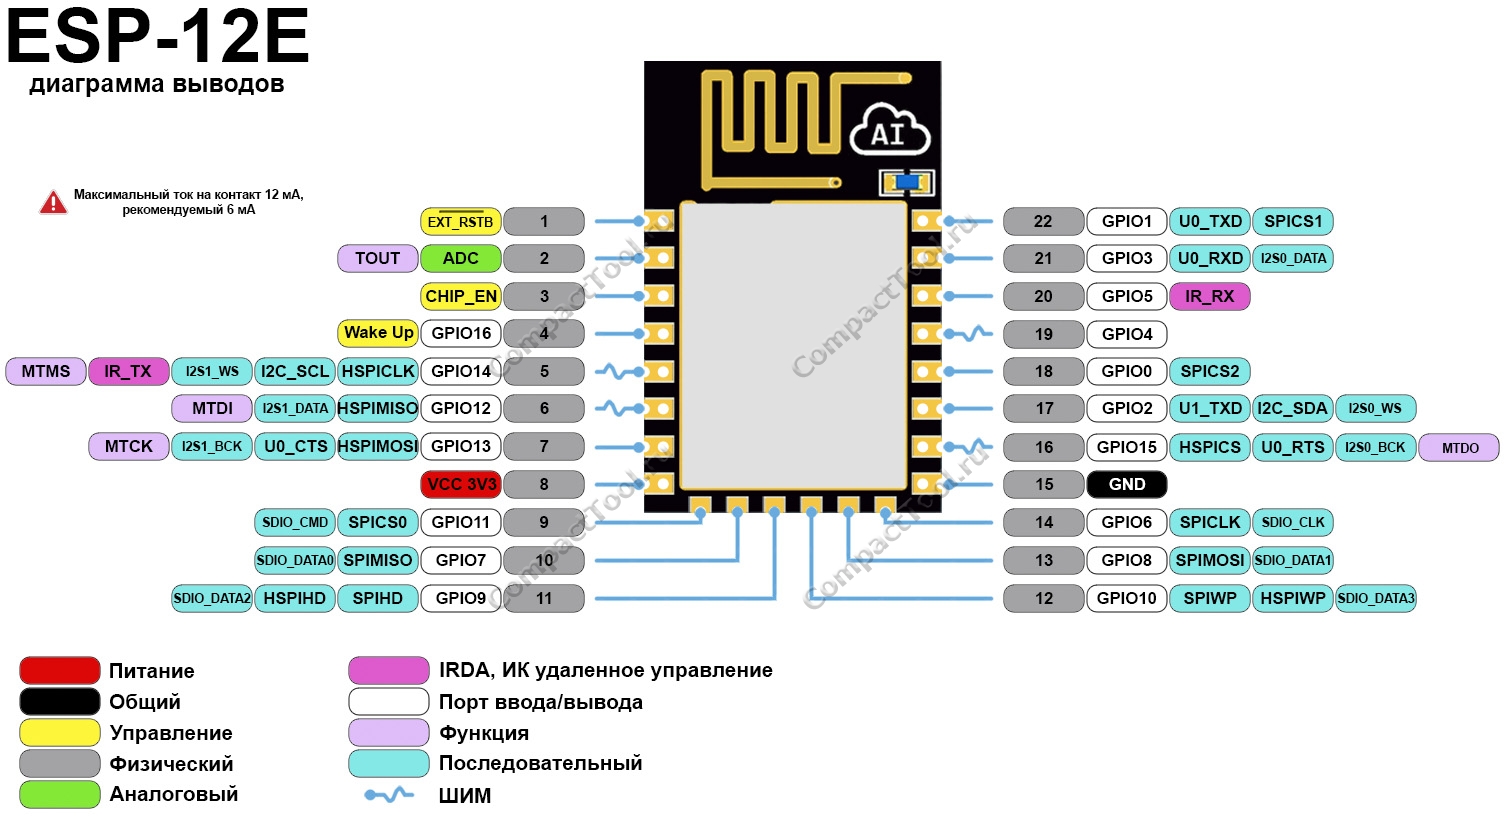 ESP-12E
диаграмма выводов
Максимальный ток на контакт 12 мА,
рекомендуемый 6 мА
AI
EXT_RSTB 1
TOUT ADC 2
CHIP_EN 3
Wake Up GPIO16 4
MTMS IR_TX I2S1_WS I2C_SCL HSPICLK GPIO14 5
MTDI I2S1_DATA HSPIMISO GPIO12 6
MTCK I2S1_BCK U0_CTS HSPIMOSI GPIO13 7
VCC 3V3 8
SDIO_CMD SPICS0 GPIO11 9
SDIO_DATA0 SPIMISO GPIO7 10
SDIO_DATA2 HSPIHD SPIHD GPIO9 11
22 GPIO1 U0_TXD SPICS1
21 GPIO3 U0_RXD I2S0_DATA
20 GPIO5 IR_RX
19 GPIO4
18 GPIO0 SPICS2
17 GPIO2 U1_TXD I2C_SDA I2S0_WS
16 GPIO15 HSPICS U0_RTS I2S0_BCK MTDO
15 GND
14 GPIO6 SPICLK SDIO_CLK
13 GPIO8 SPIMOSI SDIO_DATA1
12 GPIO10 SPIWP HSPIWP SDIO_DATA3
CompactTool.ru
CompactTool.ru
CompactTool.ru
CompactTool.ru
Питание
Общий
Управление
Физический
Аналоговый
IRDA, ИК удаленное управление
Порт ввода/вывода
Функция
Последовательный
ШИМ